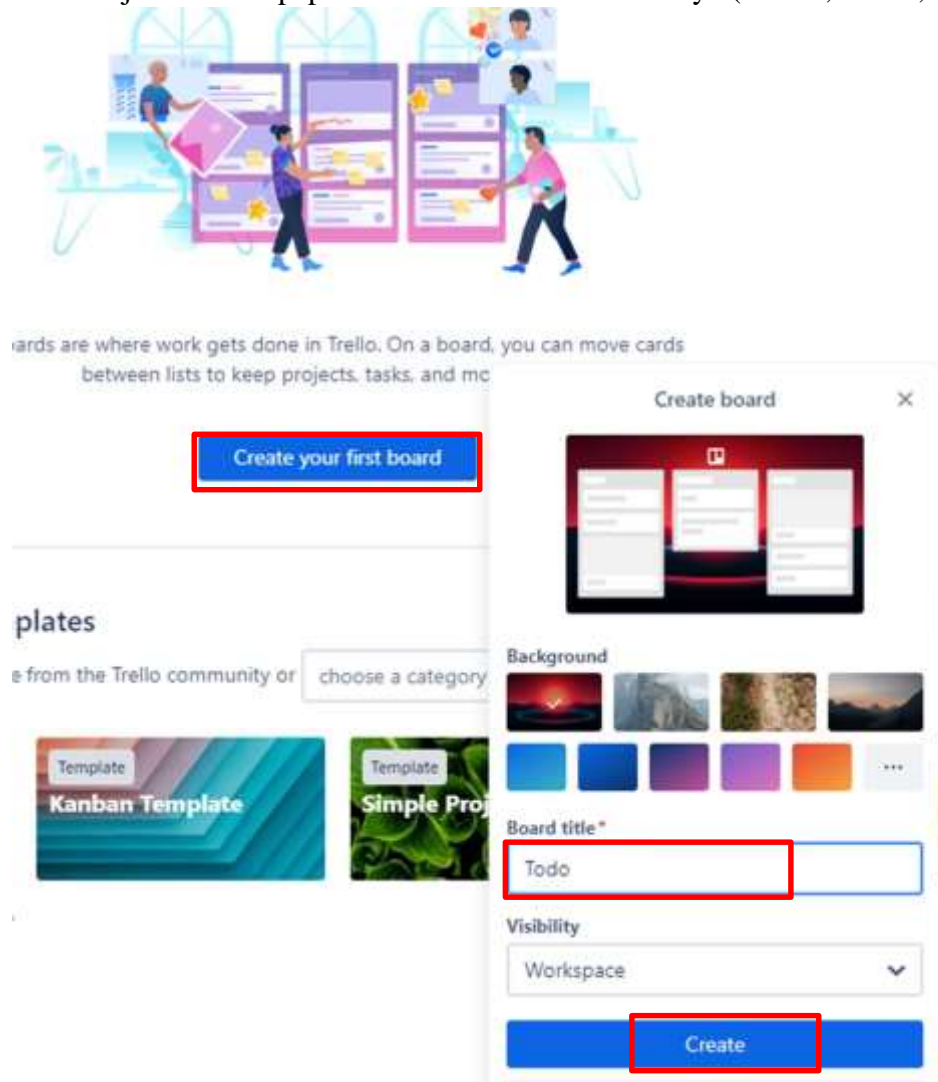 ards are where work gets done in Trello. On a board, you can move cards
between lists to keep projects, tasks, and mo
Create your first board
plates
e from the Trello community or
choose a category
Template
Kanban Template
Template
Simple Proj
Create board
Background
Board title*
Todo
Visibility
Workspace
Create